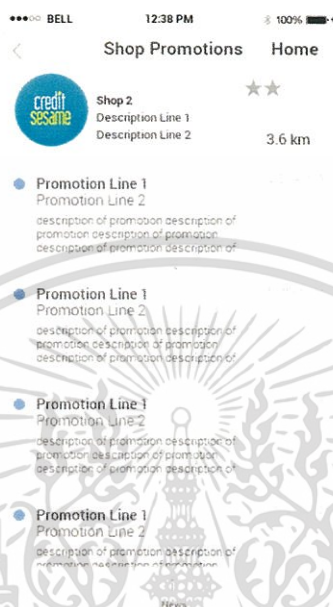 BELL 12:38 PM 100%
Shop Promotions Home
credit
sesame
Shop 2
Description Line 1
Description Line 2
3.6 km
Promotion Line 1
Promotion Line 2
description of promotion description of
promotion description of promotion
description of promotion description of
Promotion Line 1
Promotion Line 2
description of promotion description of
promotion description of promotion
description of promotion description of
Promotion Line 1
Promotion Line 2
description of promotion description of
promotion description of promotion
description of promotion description of
Promotion Line 1
Promotion Line 2
description of promotion description of
promotion description of promotion
News